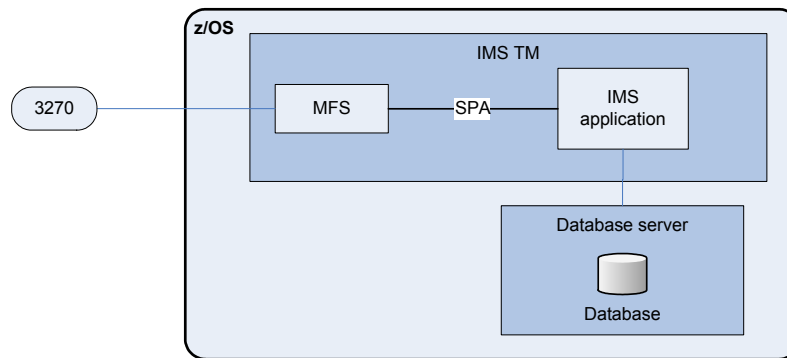 z/OS
IMS TM
3270
MFS
SPA
IMS
application
Database server
Database